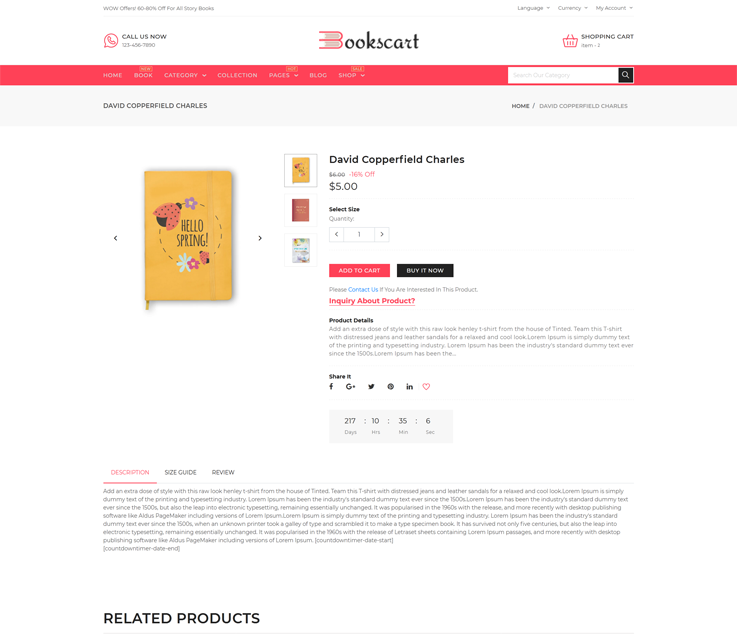 WOW Offers! 60-80% Off For All Story Books
Language
Currency
My Account
CALL US NOW
123-456-7890
Bookscart
SHOPPING CART
Item - 3
NEW
HOT
SALE
HOME
BOOK
CATEGORY
COLLECTION
PAGES
BLOG
SHOP
Search Our Category
DAVID COPPERFIELD CHARLES
HOME / DAVID COPPERFIELD CHARLES
HELLO
SPRING!
David Copperfield Charles
$6.00 -16% Off
$5.00
Select Size
Quantity:
1
ADD TO CART
BUY IT NOW
Please Contact Us If You Are Interested In This Product.
Inquiry About Product?
Product Details
Add an extra dose of style with this raw look henley t-shirt from the house of Tinted. Team this T-shirt
with distressed jeans and leather sandals for a relaxed and cool look.Lorem Ipsum is simply dummy text
of the printing and typesetting industry. Lorem Ipsum has been the industry's standard dummy text ever
since the 1500s.Lorem Ipsum has been the...
Share It
217 : 10 : 35 : 6
Days Hrs Min Sec
DESCRIPTION
SIZE GUIDE
REVIEW
Add an extra dose of style with this raw look henley t-shirt from the house of Tinted. Team this T-shirt with distressed jeans and leather sandals for a relaxed and cool look.Lorem Ipsum is simply
dummy text of the printing and typesetting industry. Lorem Ipsum has been the industry's standard dummy text ever since the 1500s.Lorem Ipsum has been the industry's standard dummy text
ever since the 1500s, but also the leap into electronic typesetting, remaining essentially unchanged. It was popularised in the 1960s with the release, and more recently with desktop publishing
software like Aldus PageMaker including versions of Lorem Ipsum.Lorem Ipsum is simply dummy text of the printing and typesetting industry. Lorem Ipsum has been the industry's standard
dummy text ever since the 1500s, when an unknown printer took a galley of type and scrambled it to make a type specimen book. It has survived not only five centuries, but also the leap into
electronic typesetting, remaining essentially unchanged. It was popularised in the 1960s with the release of Letraset sheets containing Lorem Ipsum passages, and more recently with desktop
publishing software like Aldus PageMaker including versions of Lorem Ipsum. [countdowntimer-date-start]
[countdowntimer-date-end]
RELATED PRODUCTS